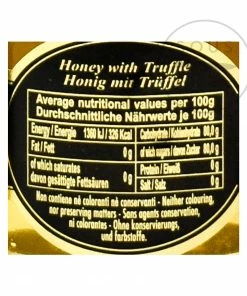 Honey with Truffle
Honig mit Trüffel
Average nutritional values per 100g
Durchschnittliche Nährwerte je 100g
Energy / Energie 1360 kJ / 326 Kcal
Fat / Fett 0 g
of which saturates 0 g
davon gesättigte Fettsäuren
Carbohydrate / Kohlenhydrate 80,0 g
of wich sugars / davon Zucker 80,0 g
Protein / Eiweiß 0 g
Salt / Salz 0 g
Non contiene nè coloranti nè conservanti - Neither colouring,
nor preserving matters - Sans agents conservation,
ni colorantes - Ohne konservierungs,
und farbstoffe.